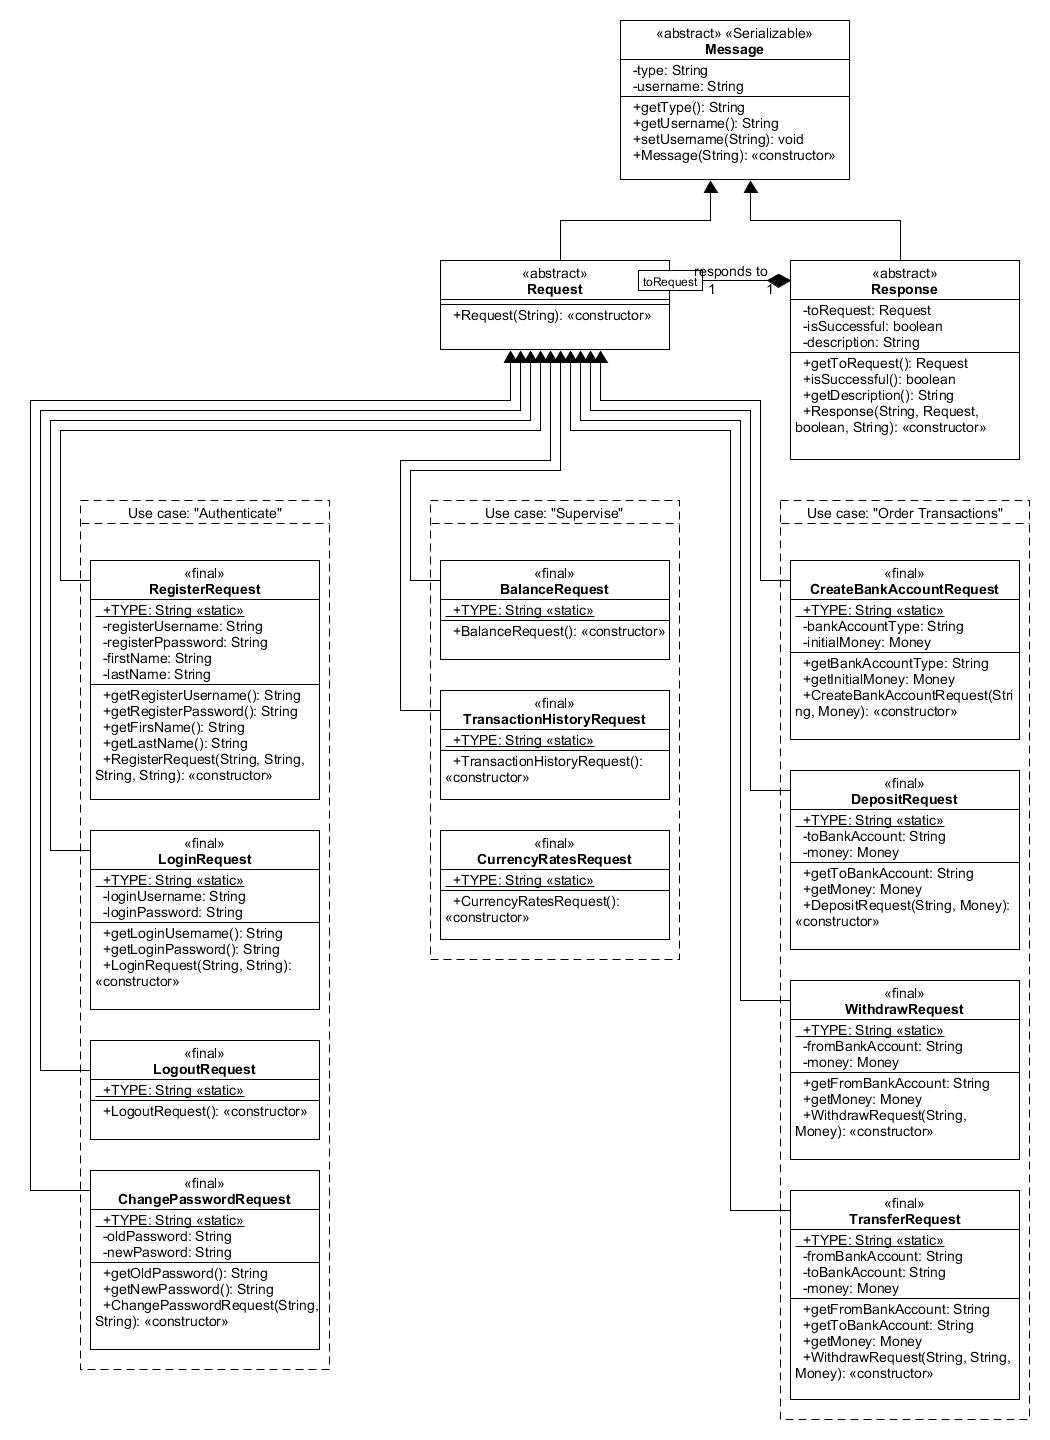 «abstract» «Serializable»
Message
-type: String
-username: String
+getType(): String
+getUsername(): String
+setUsername(String): void
+Message(String): «constructor»
«abstract»
Request
+Request(String): «constructor»
toRequest
responds to
1
1
«abstract»
Response
-toRequest: Request
-isSuccessful: boolean
-description: String
+getToRequest(): Request
+isSuccessful(): boolean
+getDescription(): String
+Response(String, Request,
boolean, String): «constructor»
Use case: "Authenticate"
«final»
RegisterRequest
+TYPE: String «static»
-registerUsername: String
-registerPpassword: String
-firstName: String
-lastName: String
+getRegisterUsername(): String
+getRegisterPassword(): String
+getFirsName(): String
+getLastName(): String
+RegisterRequest(String, String,
String, String): «constructor»
«final»
LoginRequest
+TYPE: String «static»
-loginUsername: String
-loginPassword: String
+getLoginUsername(): String
+getLoginPassword(): String
+LoginRequest(String, String):
«constructor»
«final»
LogoutRequest
+TYPE: String «static»
+LogoutRequest(): «constructor»
«final»
ChangePasswordRequest
+TYPE: String «static»
-oldPassword: String
-newPasword: String
+getOldPassword(): String
+getNewPassword(): String
+ChangePasswordRequest(String,
String): «constructor»
Use case: "Supervise"
«final»
BalanceRequest
+TYPE: String «static»
+BalanceRequest(): «constructor»
«final»
TransactionHistoryRequest
+TYPE: String «static»
+TransactionHistoryRequest():
«constructor»
«final»
CurrencyRatesRequest
+TYPE: String «static»
+CurrencyRatesRequest():
«constructor»
Use case: "Order Transactions"
«final»
CreateBankAccountRequest
+TYPE: String «static»
-bankAccountType: String
-initialMoney: Money
+getBankAccountType: String
+getInitialMoney: Money
+CreateBankAccountRequest(Stri
ng, Money): «constructor»
«final»
DepositRequest
+TYPE: String «static»
-toBankAccount: String
-money: Money
+getToBankAccount: String
+getMoney: Money
+DepositRequest(String, Money):
«constructor»
«final»
WithdrawRequest
+TYPE: String «static»
-fromBankAccount: String
-money: Money
+getFromBankAccount: String
+getMoney: Money
+WithdrawRequest(String,
Money): «constructor»
«final»
TransferRequest
+TYPE: String «static»
-fromBankAccount: String
-toBankAccount: String
-money: Money
+getFromBankAccount: String
+getToBankAccount: String
+getMoney: Money
+WithdrawRequest(String, String,
Money): «constructor»